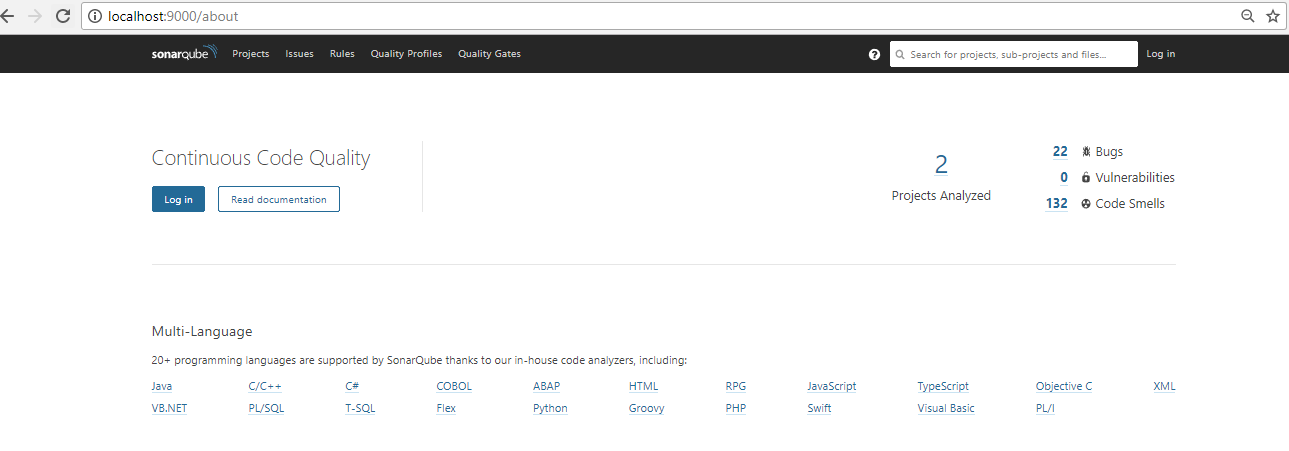 localhost:9000/about
sonarqube Projects Issues Rules Quality Profiles Quality Gates ? Search for projects, sub-projects and files... Log in
Continuous Code Quality
Log in Read documentation
2
Projects Analyzed
22 Bugs
0 Vulnerabilities
132 Code Smells
Multi-Language
20+ programming languages are supported by SonarQube thanks to our in-house code analyzers, including:
Java C/C++ C# COBOL ABAP HTML RPG JavaScript TypeScript Objective C XML
VB.NET PL/SQL T-SQL Flex Python Groovy PHP Swift Visual Basic PL/I